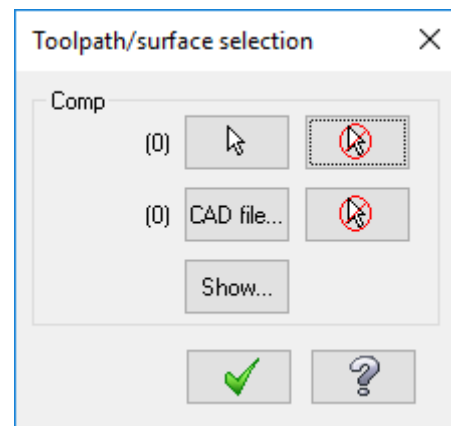 Toolpath/surface selection
Comp
(0)
(0) CAD file...
Show...